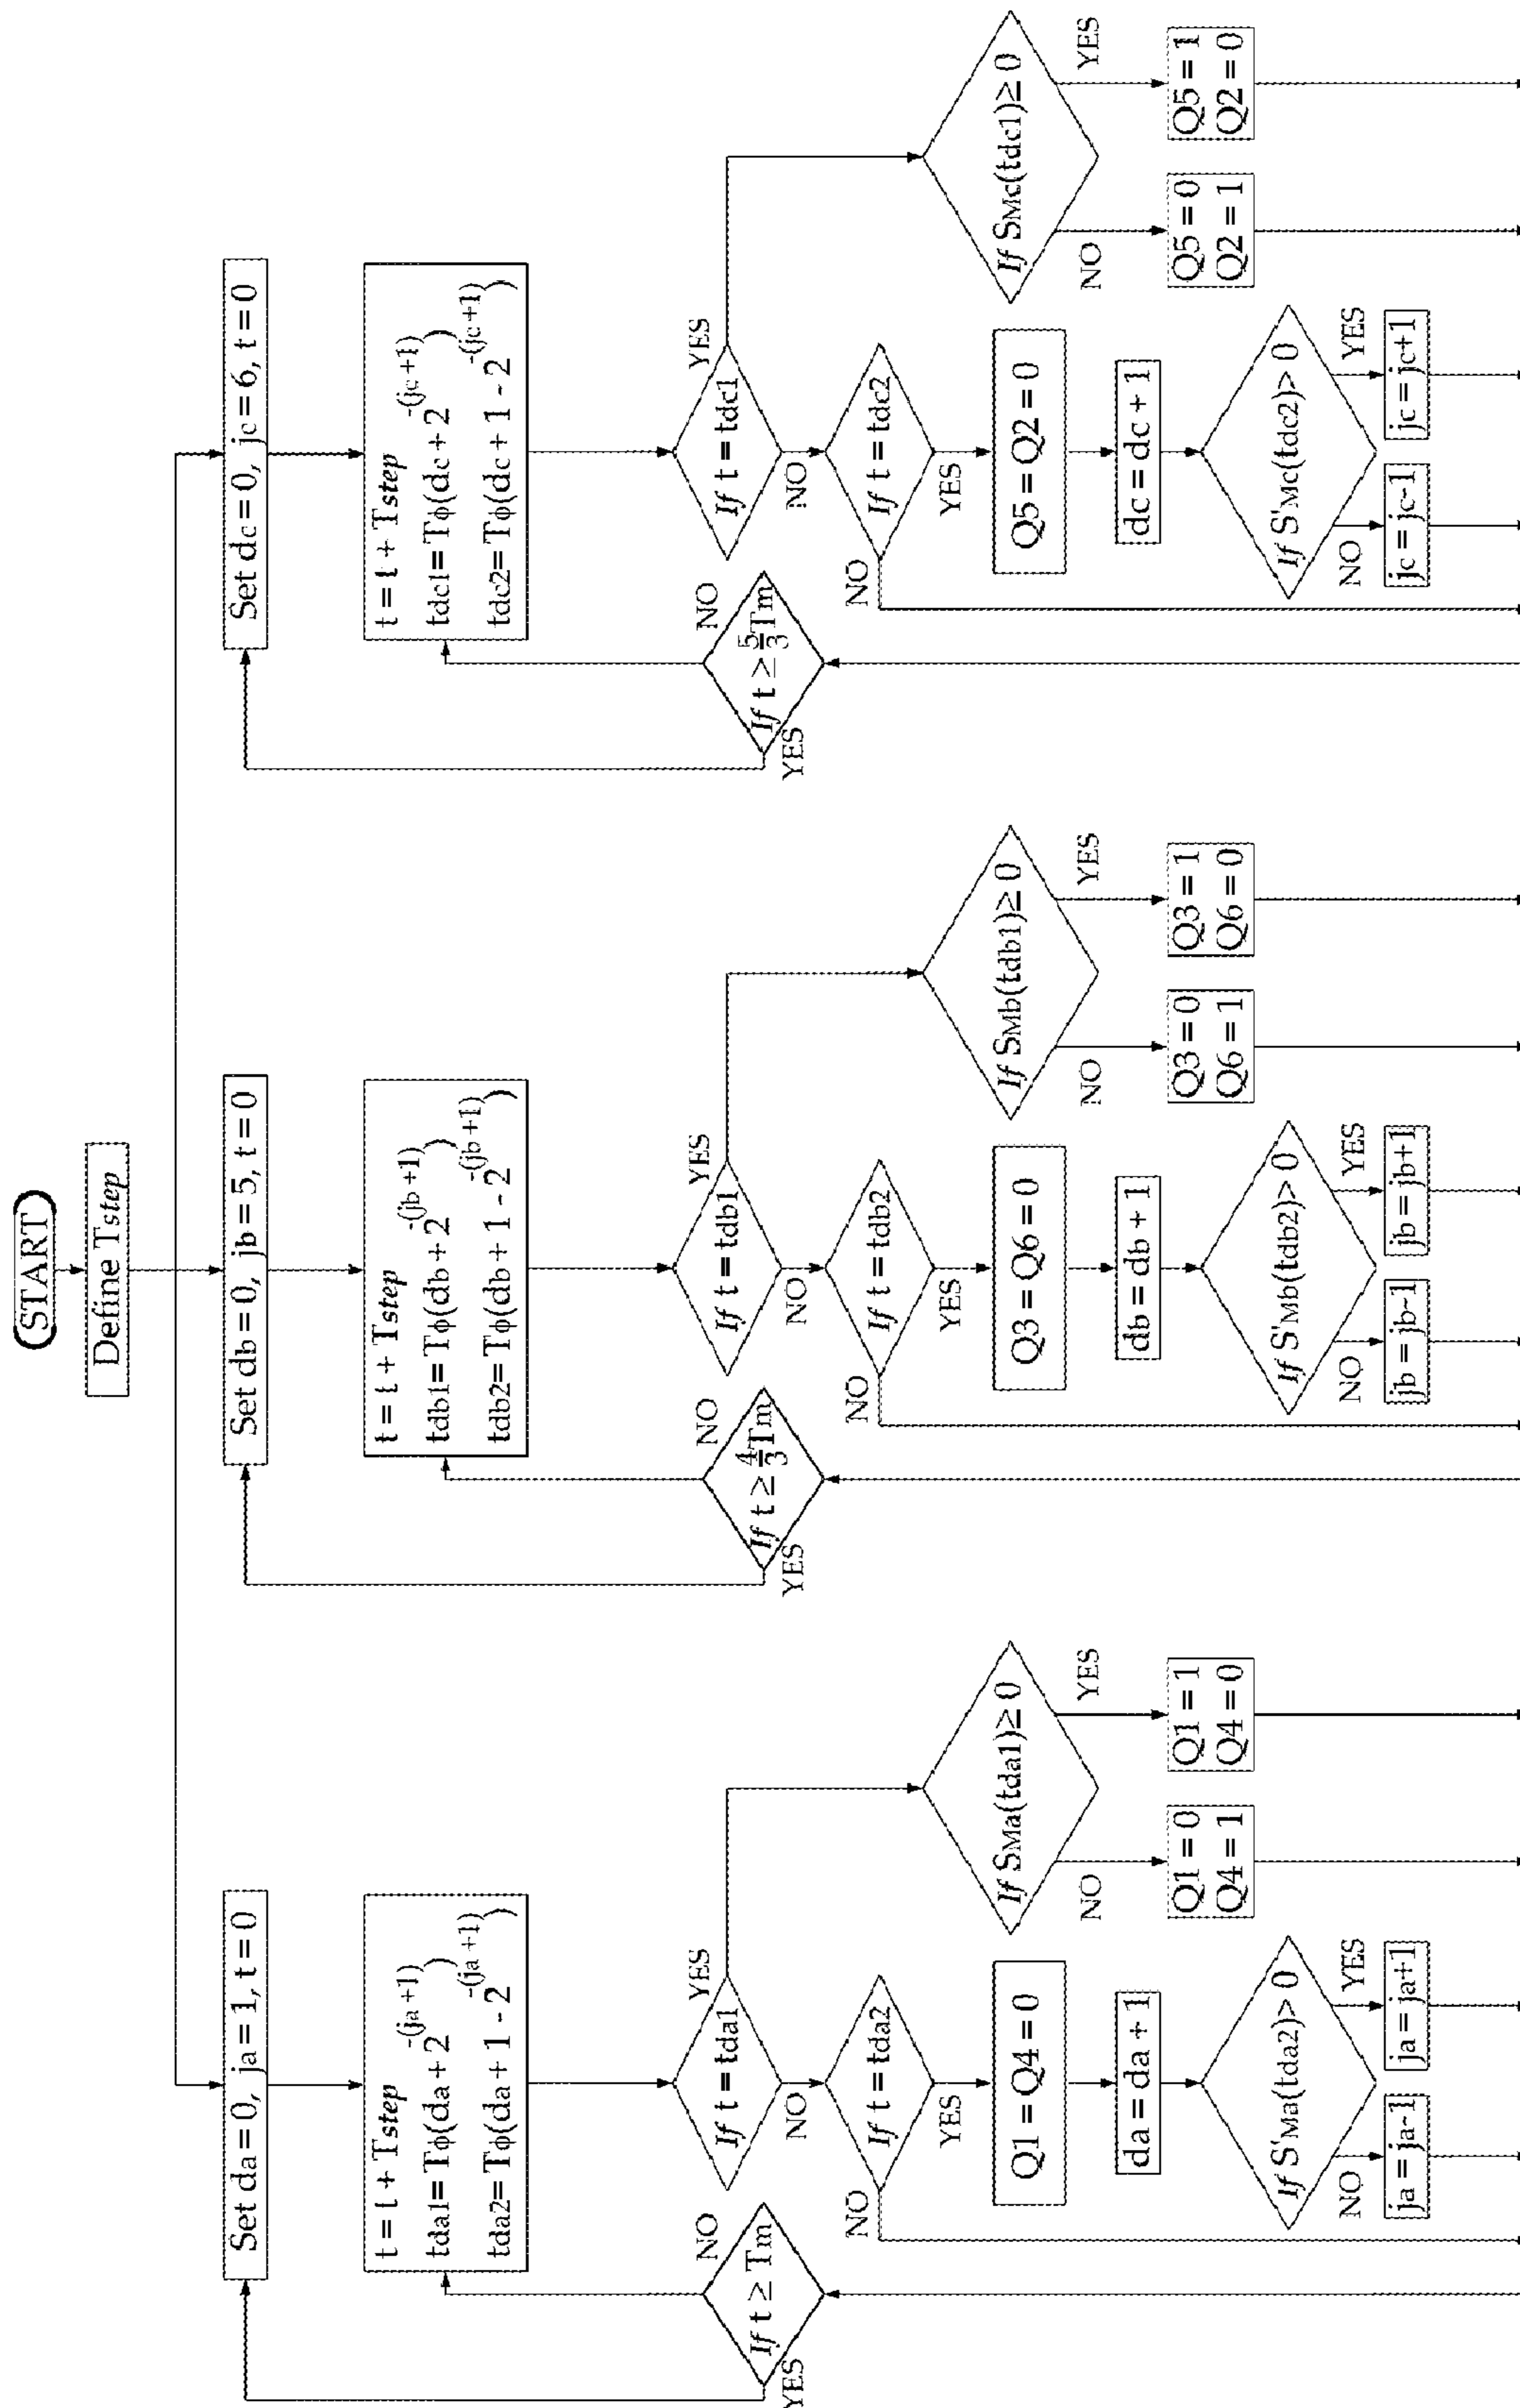 START
Define Tstep
Set da = 0, ja = 1, t = 0
t = t + Tstep
tda1= Tϕ(da + 2^-(ja +1))
tda2= Tϕ(da + 1 - 2^-(ja +1))
If t ≥ Tm
YES
NO
If t = tda1
YES
NO
If t = tda2
NO
YES
Q1 = Q4 = 0
da = da + 1
If S'Ma(tda2)> 0
NO
YES
ja = ja-1
ja = ja+1
If SMa(tda1)≥ 0
NO
YES
Q1 = 0
Q4 = 1
Q1 = 1
Q4 = 0
Set db = 0, jb = 5, t = 0
t = t + Tstep
tdb1= Tϕ(db + 2^-(jb +1))
tdb2= Tϕ(db + 1 - 2^-(jb +1))
If t ≥ 4/3 Tm
YES
NO
If t = tdb1
YES
NO
If t = tdb2
NO
YES
Q3 = Q6 = 0
db = db + 1
If S'Mb(tdb2)> 0
NO
YES
jb = jb-1
jb = jb+1
If SMb(tdb1)≥ 0
NO
YES
Q3 = 0
Q6 = 1
Q3 = 1
Q6 = 0
Set dc = 0, jc = 6, t = 0
t = t + Tstep
tdc1= Tϕ(dc + 2^-(jc +1))
tdc2= Tϕ(dc + 1 - 2^-(jc +1))
If t ≥ 5/3 Tm
YES
NO
If t = tdc1
YES
NO
If t = tdc2
NO
YES
Q5 = Q2 = 0
dc = dc + 1
If S'Mc(tdc2)> 0
NO
YES
jc = jc-1
jc = jc+1
If SMc(tdc1)≥ 0
NO
YES
Q5 = 0
Q2 = 1
Q5 = 1
Q2 = 0